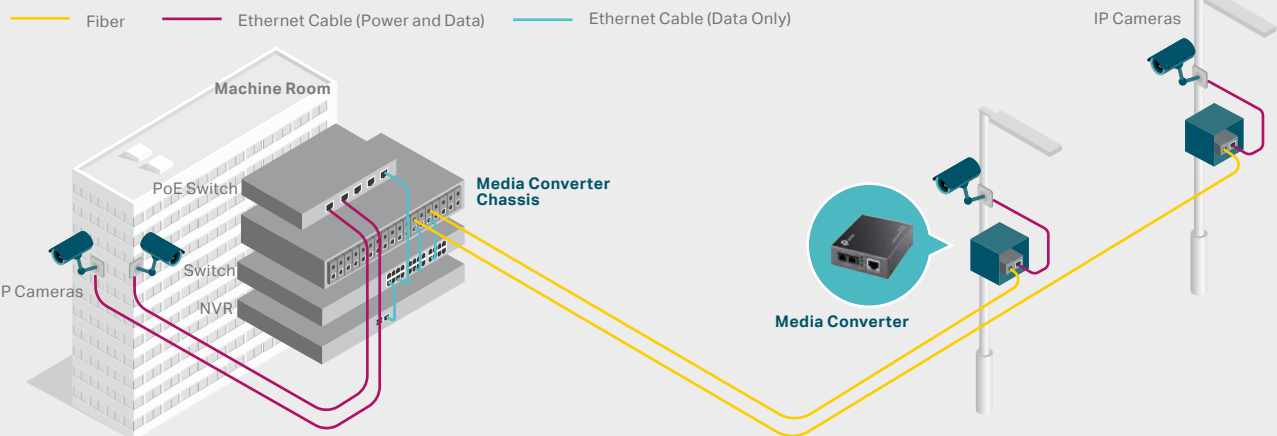 Fiber
Ethernet Cable (Power and Data)
Ethernet Cable (Data Only)
IP Cameras
Machine Room
PoE Switch
Media Converter
Chassis
Switch
P Cameras
NVR
Media Converter